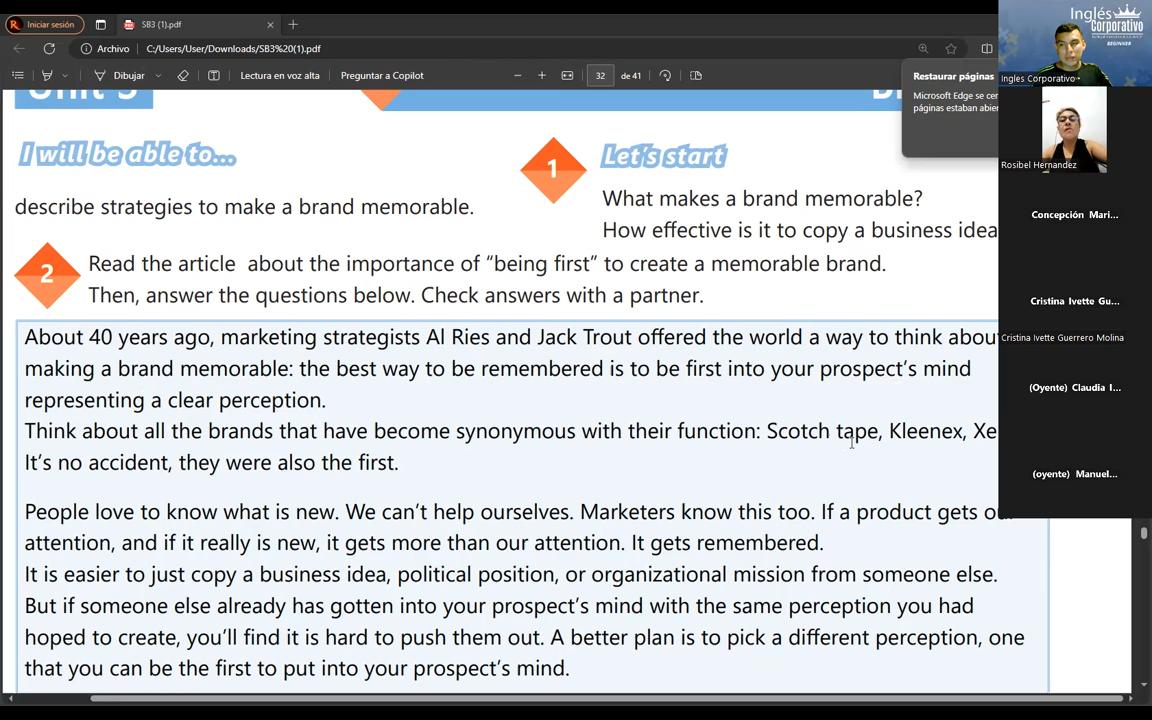 Iniciar sesión
SB3 (1).pdf
Archivo C:/Users/User/Downloads/SB3%20(1).pdf
Dibujar Lectura en voz alta Preguntar a Copilot 32 de 41
Restaurar páginas
Microsoft Edge se
páginas estaban
Inglés
Corporativo
BEGINNER
Ingles Corporativo
Rosibel Hernandez
Concepción Mari...
Cristina Ivette Gu...
Cristina Ivette Guerrero Molina
(Oyente) Claudia I...
(oyente) Manuel...
I will be able to...
describe strategies to make a brand memorable.
1 Let's start
What makes a brand memorable?
How effective is it to copy a business idea
2 Read the article about the importance of “being first” to create a memorable brand.
Then, answer the questions below. Check answers with a partner.
About 40 years ago, marketing strategists Al Ries and Jack Trout offered the world a way to think
making a brand memorable: the best way to be remembered is to be first into your prospect’s mind
representing a clear perception.
Think about all the brands that have become synonymous with their function: Scotch tape, Kleenex,
It’s no accident, they were also the first.
People love to know what is new. We can’t help ourselves. Marketers know this too. If a product gets
attention, and if it really is new, it gets more than our attention. It gets remembered.
It is easier to just copy a business idea, political position, or organizational mission from someone else.
But if someone else already has gotten into your prospect’s mind with the same perception you had
hoped to create, you’ll find it is hard to push them out. A better plan is to pick a different perception, one
that you can be the first to put into your prospect’s mind.